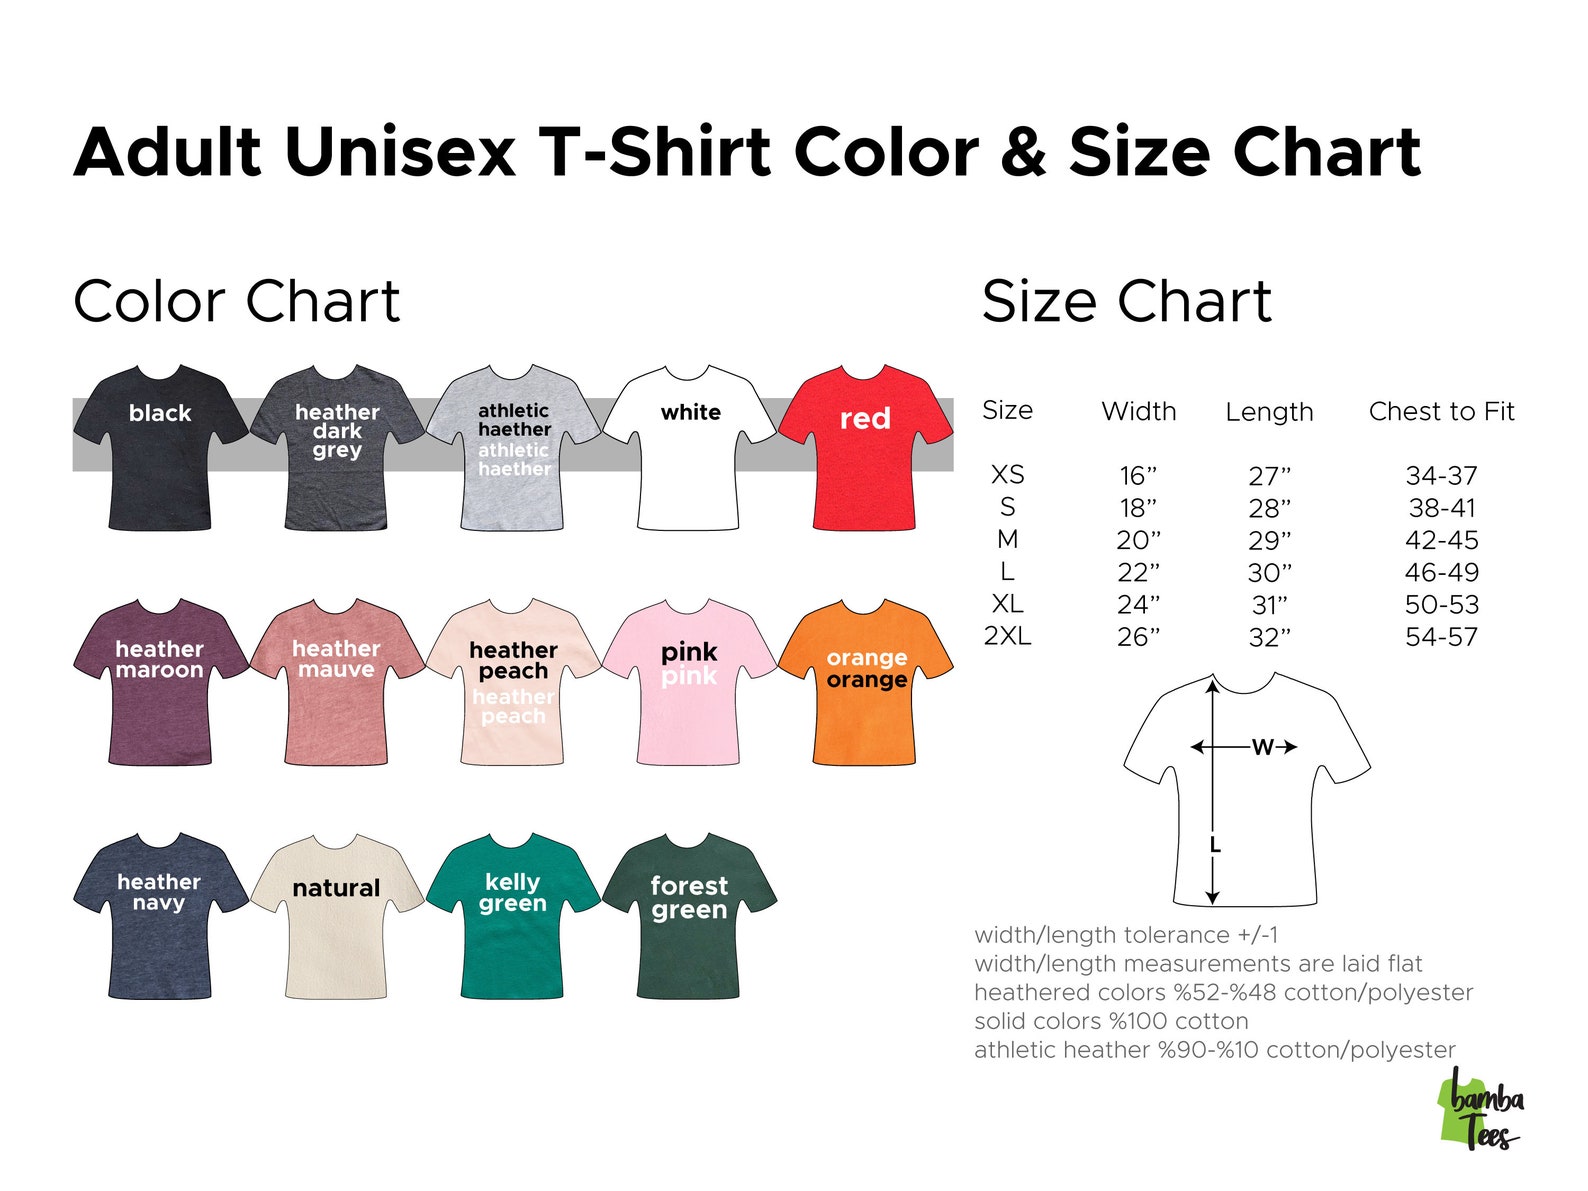 Adult Unisex T-Shirt Color & Size Chart
Color Chart
black
heather
dark
grey
athletic
haether
athletic
haether
white
red
heather
maroon
heather
mauve
heather
peach
heather
peach
pink
pink
orange
orange
heather
navy
natural
kelly
green
forest
green
Size Chart
Size Width Length Chest to Fit
XS 16” 27” 34-37
S 18” 28” 38-41
M 20” 29” 42-45
L 22” 30” 46-49
XL 24” 31” 50-53
2XL 26” 32” 54-57
W
L
width/length tolerance +/-1
width/length measurements are laid flat
heathered colors %52-%48 cotton/polyester
solid colors %100 cotton
athletic heather %90-%10 cotton/polyester
bamba
Tees